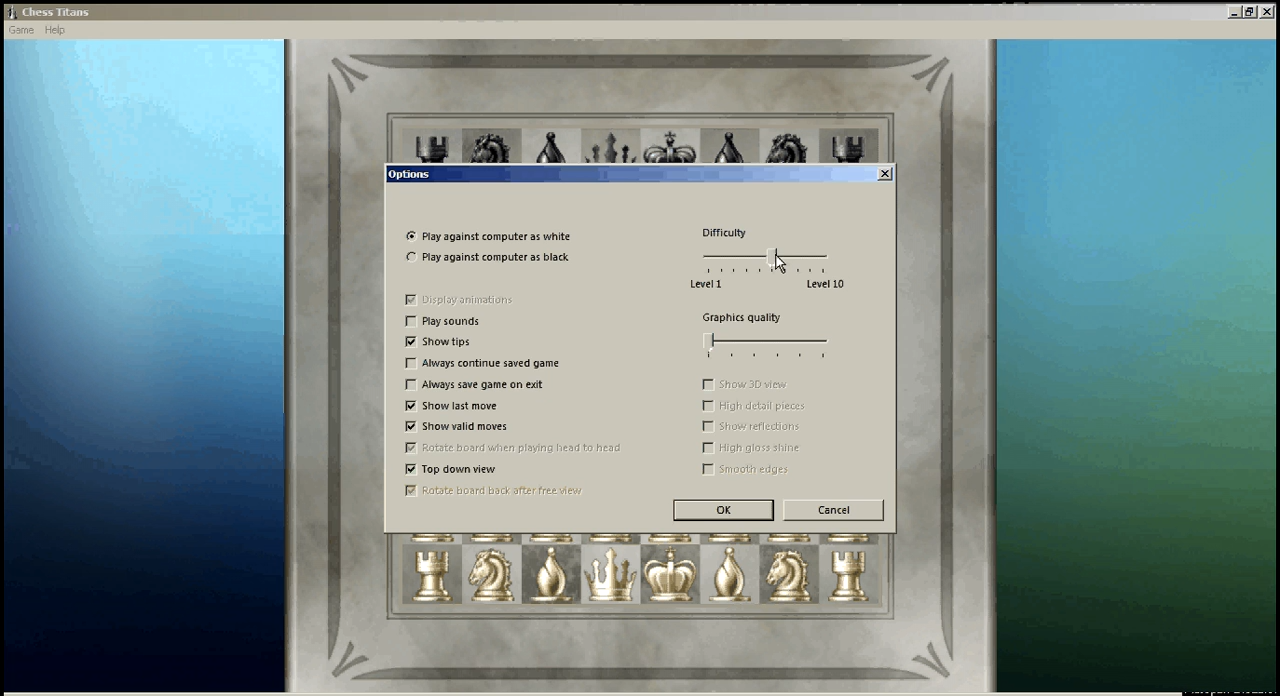 Chess Titans
Game Help
Options
Play against computer as white
Play against computer as black
Display animations
Play sounds
Show tips
Always continue saved game
Always save game on exit
Show last move
Show valid moves
Rotate board when playing head to head
Top down view
Rotate board back after free view
Difficulty
Level 1 Level 10
Graphics quality
Show 3D view
High detail pieces
Show reflections
High gloss shine
Smooth edges
OK Cancel